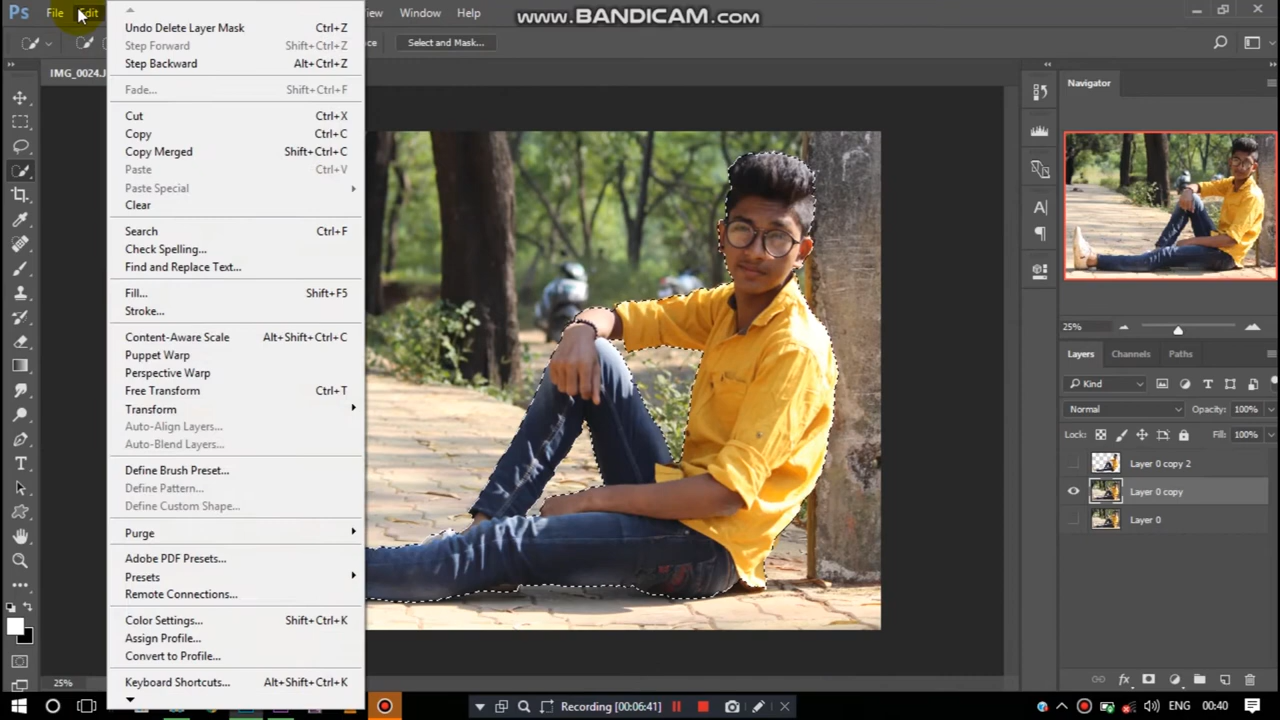 Ps File Edit View Window Help
www.BANDICAM.com
Select and Mask...
IMG_0024.J
Undo Delete Layer Mask Ctrl+Z
Step Forward Shift+Ctrl+Z
Step Backward Alt+Ctrl+Z
Fade... Shift+Ctrl+F
Cut Ctrl+X
Copy Ctrl+C
Copy Merged Shift+Ctrl+C
Paste Ctrl+V
Paste Special
Clear
Search Ctrl+F
Check Spelling...
Find and Replace Text...
Fill... Shift+F5
Stroke...
Content-Aware Scale Alt+Shift+Ctrl+C
Puppet Warp
Perspective Warp
Free Transform Ctrl+T
Transform
Auto-Align Layers...
Auto-Blend Layers...
Define Brush Preset...
Define Pattern...
Define Custom Shape...
Purge
Adobe PDF Presets...
Presets
Remote Connections...
Color Settings... Shift+Ctrl+K
Assign Profile...
Convert to Profile...
Keyboard Shortcuts... Alt+Shift+Ctrl+K
Navigator
25%
Layers Channels Paths
Kind
Normal Opacity: 100%
Lock: Fill: 100%
Layer 0 copy 2
Layer 0 copy
Layer 0
25%
Recording [00:06:41]
ENG 00:40